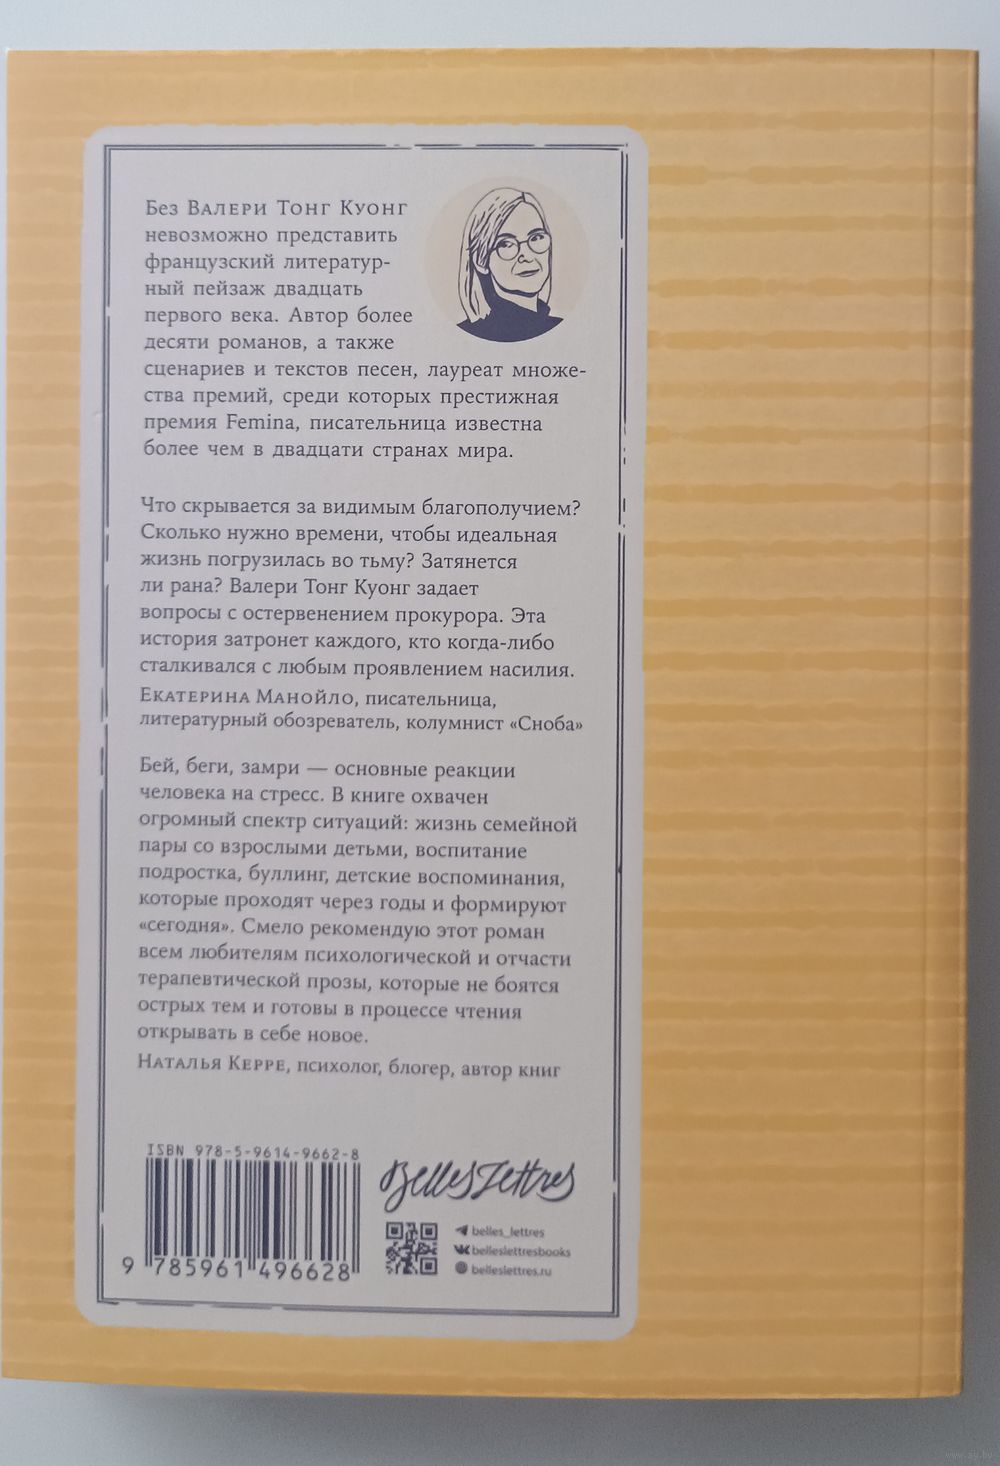 Без Валери Тонг Куонг
невозможно представить
французский литератур-
ный пейзаж двадцать
первого века. Автор более
десяти романов, а также
сценариев и текстов песен, лауреат множе-
ства премий, среди которых престижная
премия Femina, писательница известна
более чем в двадцати странах мира.
Что скрывается за видимым благополучием?
Сколько нужно времени, чтобы идеальная
жизнь погрузилась во тьму? Затянется
ли рана? Валери Тонг Куонг задает
вопросы с остервенением прокурора. Эта
история затронет каждого, кто когда-либо
сталкивался с любым проявлением насилия.
Екатерина Манойло, писательница,
литературный обозреватель, колумнист «Сноба»
Бей, беги, замри — основные реакции
человека на стресс. В книге охвачен
огромный спектр ситуаций: жизнь семейной
пары со взрослыми детьми, воспитание
подростка, буллинг, детские воспоминания,
которые проходят через годы и формируют
«сегодня». Смело рекомендую этот роман
всем любителям психологической и отчасти
терапевтической прозы, которые не боятся
острых тем и готовы в процессе чтения
открывать в себе новое.
Наталья Керре, психолог, блогер, автор книг
ISBN 978-5-9614-9662-8
9 785961 496628
Belles Lettres
belles_lettres
belleslettresbooks
belleslettres.ru